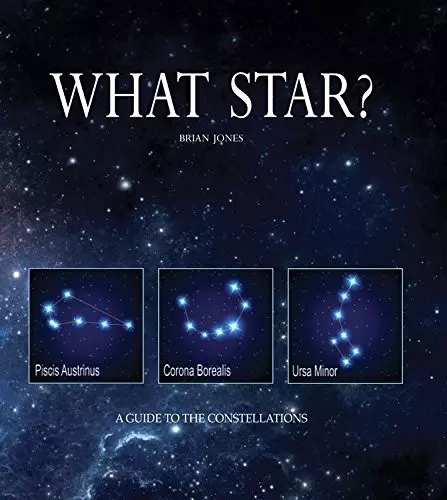 WHAT STAR?
BRIAN JONES
Piscis Austrinus
Corona Borealis
Ursa Minor
A GUIDE TO THE CONSTELLATIONS